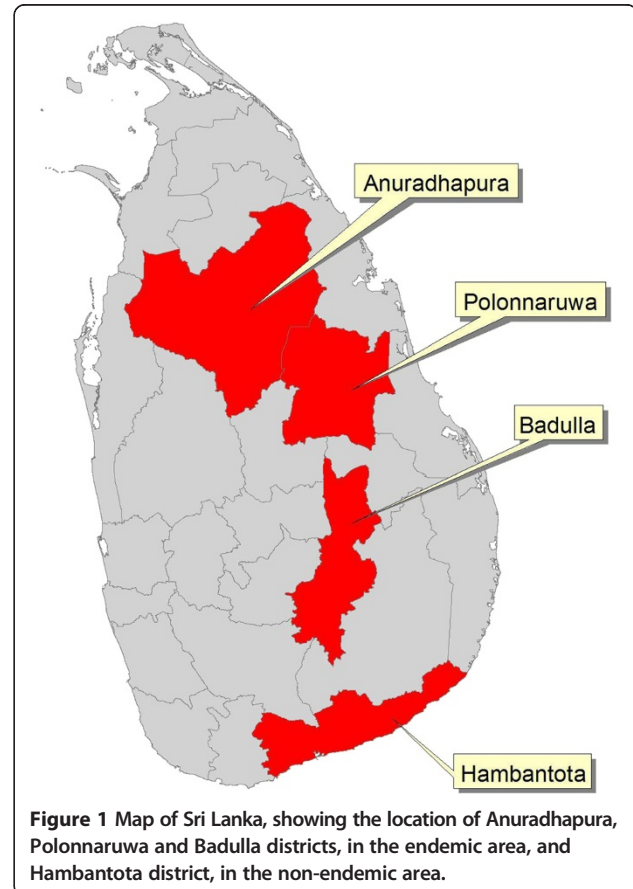 Anuradhapura
Polonnaruwa
Badulla
Hambantota
Figure 1 Map of Sri Lanka, showing the location of Anuradhapura,
Polonnaruwa and Badulla districts, in the endemic area, and
Hambantota district, in the non-endemic area.